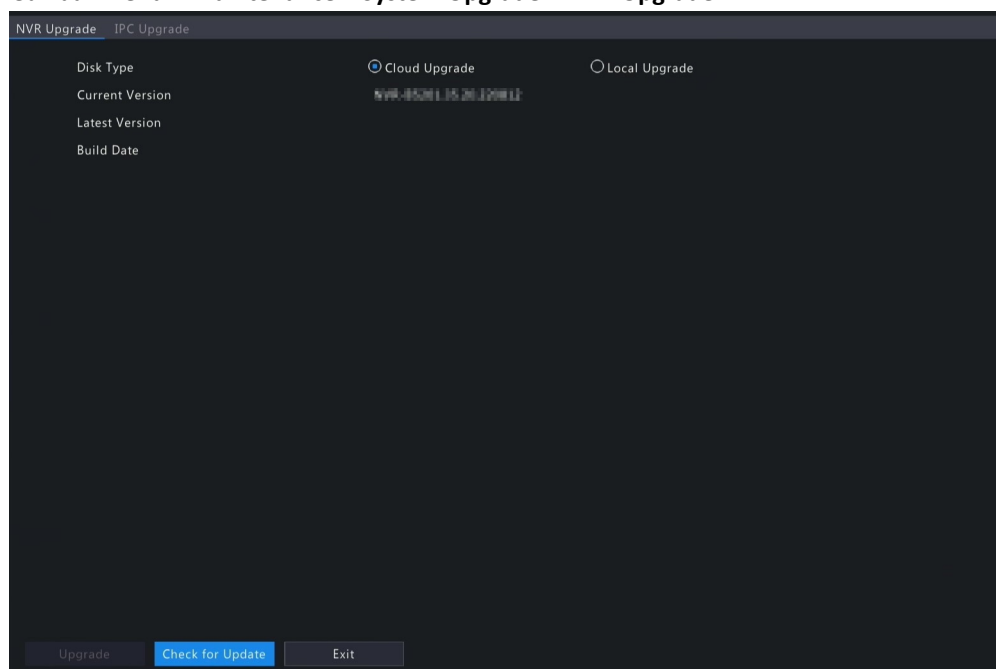 NVR Upgrade IPC Upgrade
Disk Type Cloud Upgrade Local Upgrade
Current Version
Latest Version
Build Date
Upgrade Check for Update Exit